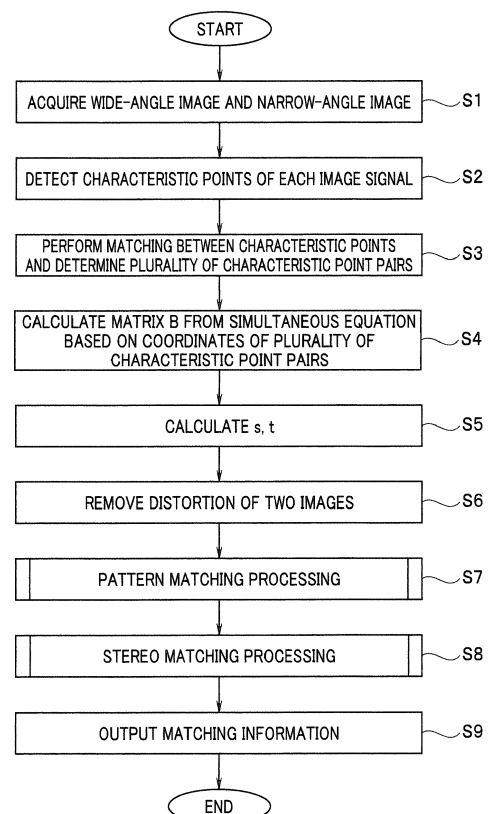 START
ACQUIRE WIDE-ANGLE IMAGE AND NARROW-ANGLE IMAGE S1
DETECT CHARACTERISTIC POINTS OF EACH IMAGE SIGNAL S2
PERFORM MATCHING BETWEEN CHARACTERISTIC POINTS
AND DETERMINE PLURALITY OF CHARACTERISTIC POINT PAIRS S3
CALCULATE MATRIX B FROM SIMULTANEOUS EQUATION
BASED ON COORDINATES OF PLURALITY OF S4
CHARACTERISTIC POINT PAIRS
CALCULATE s, t S5
REMOVE DISTORTION OF TWO IMAGES S6
PATTERN MATCHING PROCESSING S7
STEREO MATCHING PROCESSING S8
OUTPUT MATCHING INFORMATION S9
END